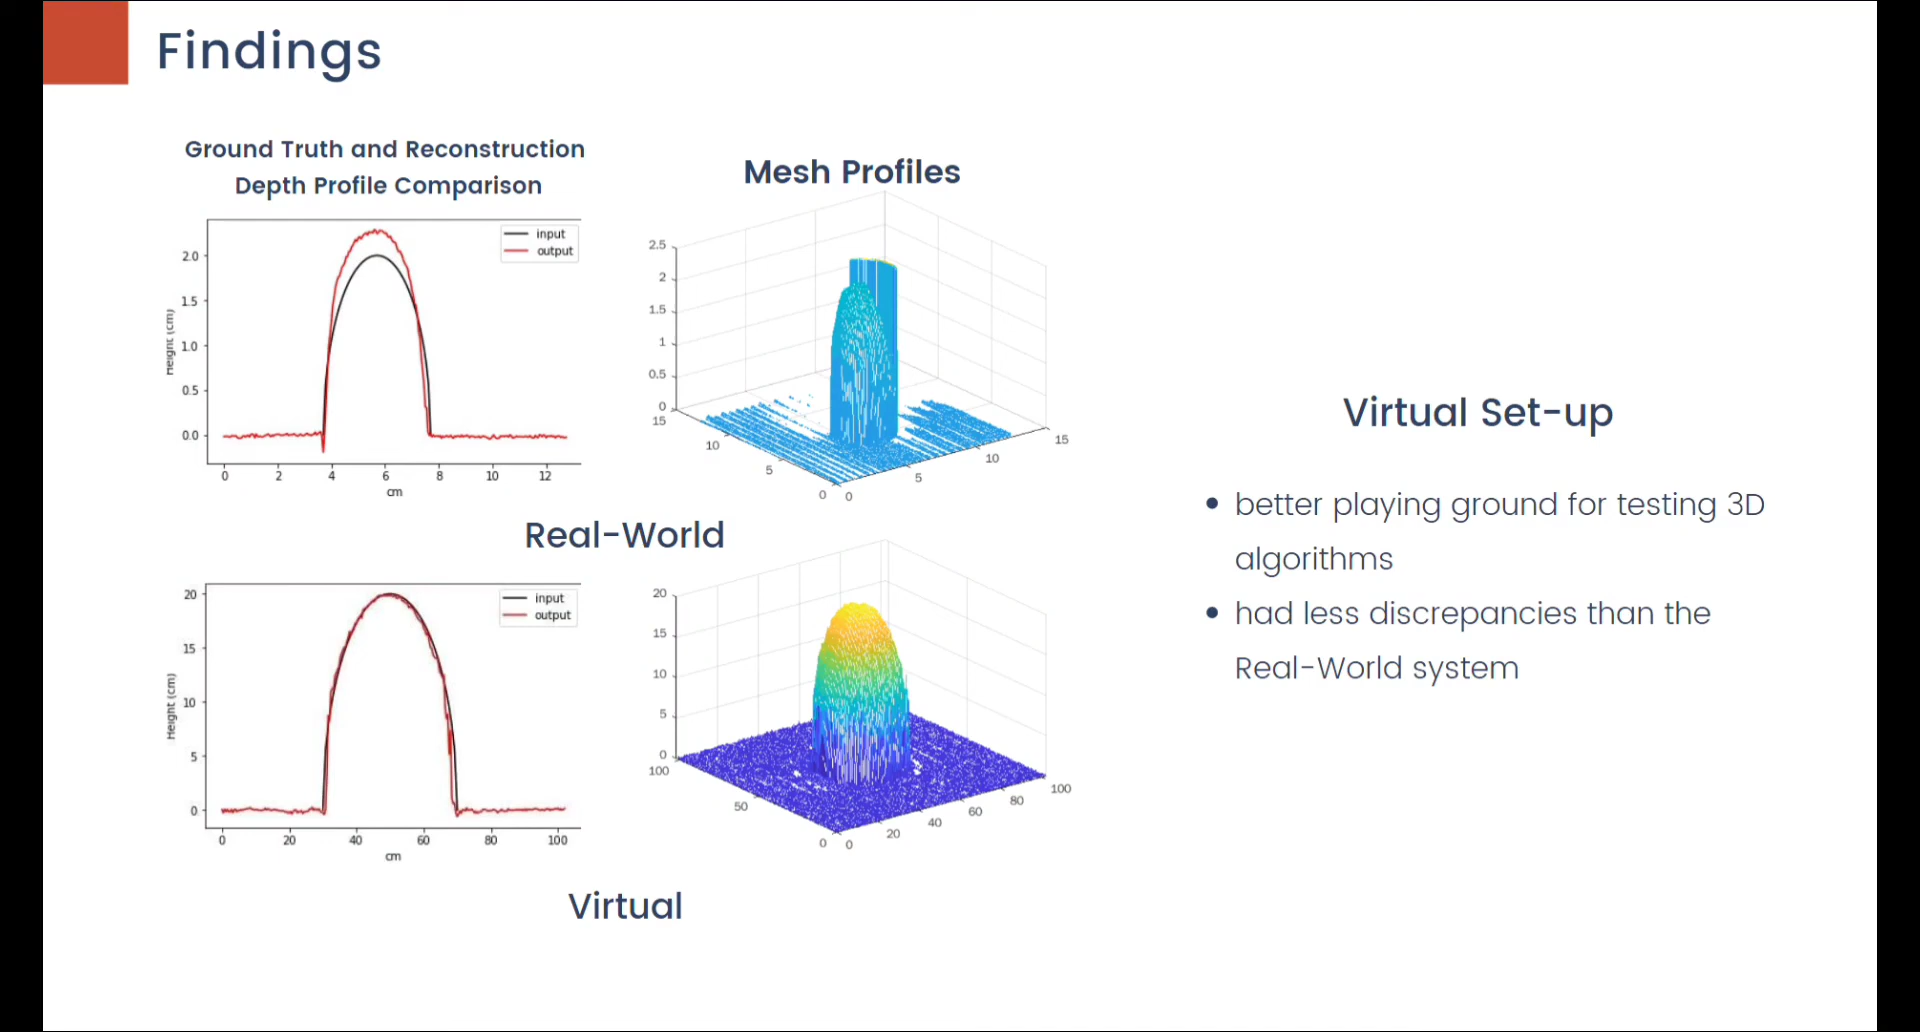 Findings
Ground Truth and Reconstruction
Depth Profile Comparison
input
output
2.0
1.5
1.0
0.5
0.0
Height (cm)
0 2 4 6 8 10 12
cm
Mesh Profiles
2.5
2
1.5
1
0.5
0
15
10
5
0
0
5
10
15
Real-World
input
output
20
15
10
5
0
Height (cm)
0 20 40 60 80 100
cm
20
15
10
5
0
100
50
0
0
20
40
60
80
100
Virtual
Virtual Set-up
• better playing ground for testing 3D
algorithms
• had less discrepancies than the
Real-World system